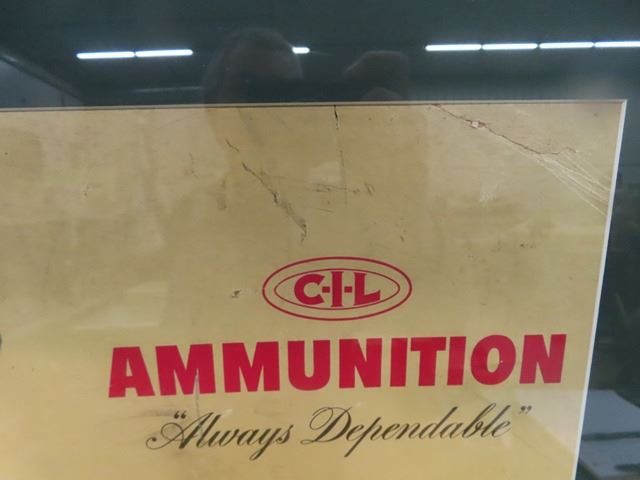 C-I-L
AMMUNITION
“Always Dependable”